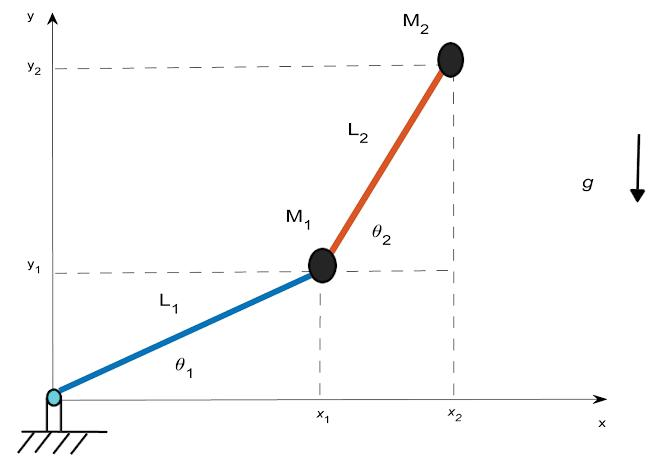 y
M₂
y₂
L₂
g
M₁
θ₂
y₁
L₁
θ₁
x₁
x₂
x